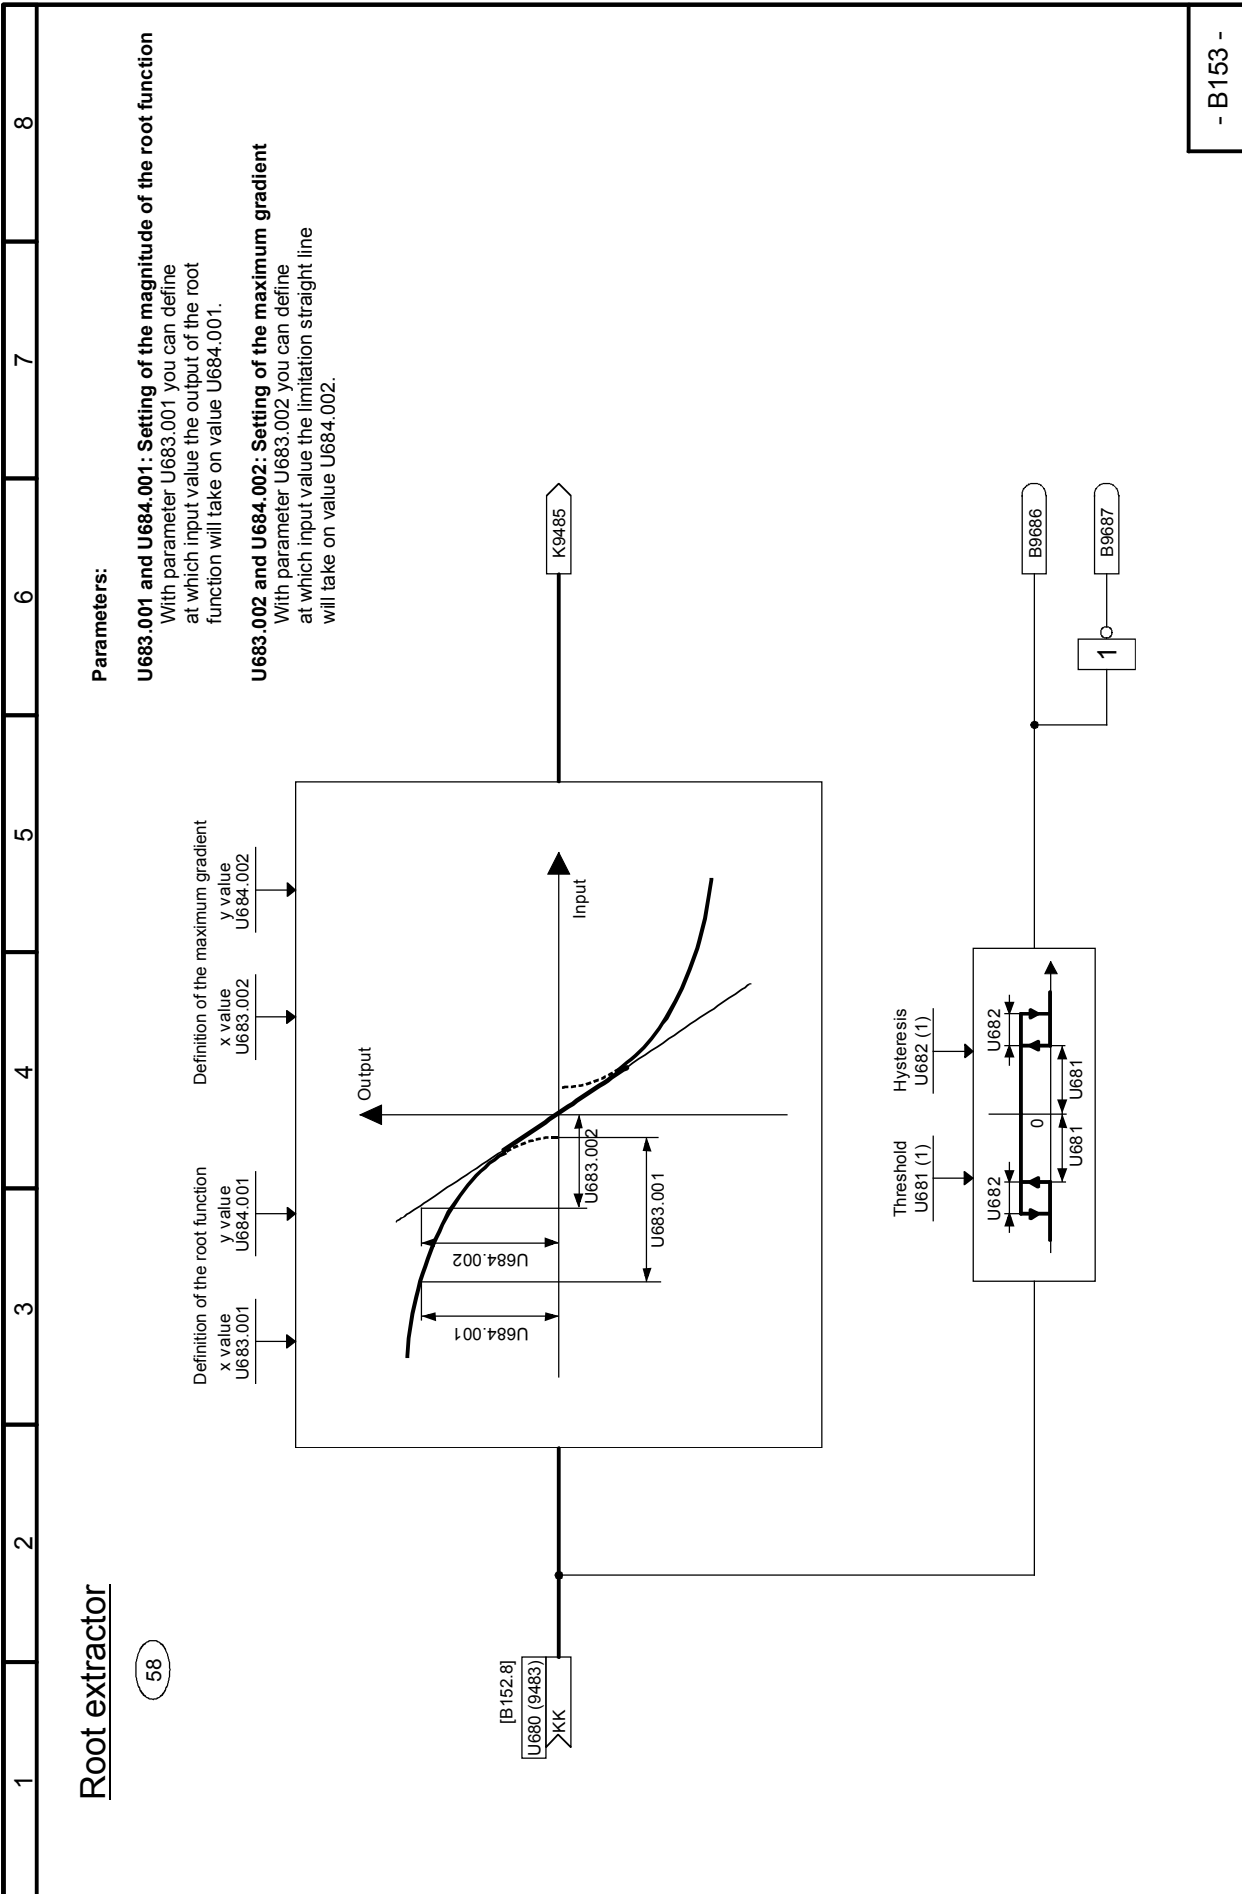 1
2
3
4
5
6
7
8
Root extractor
58
Parameters:
U683.001 and U684.001: Setting of the magnitude of the root function
With parameter U683.001 you can define
at which input value the output of the root
function will take on value U684.001.
U683.002 and U684.002: Setting of the maximum gradient
With parameter U683.002 you can define
at which input value the limitation straight line
will take on value U684.002.
Definition of the root function
x value
U683.001
y value
U684.001
Definition of the maximum gradient
x value
U683.002
y value
U684.002
Output
Input
U684.001
U684.002
U683.002
U683.001
[B152.8]
U680 (9483)
KK
K9485
Threshold
U681 (1)
Hysteresis
U682 (1)
U682
U682
0
U681
U681
1
B9686
B9687
- B153 -